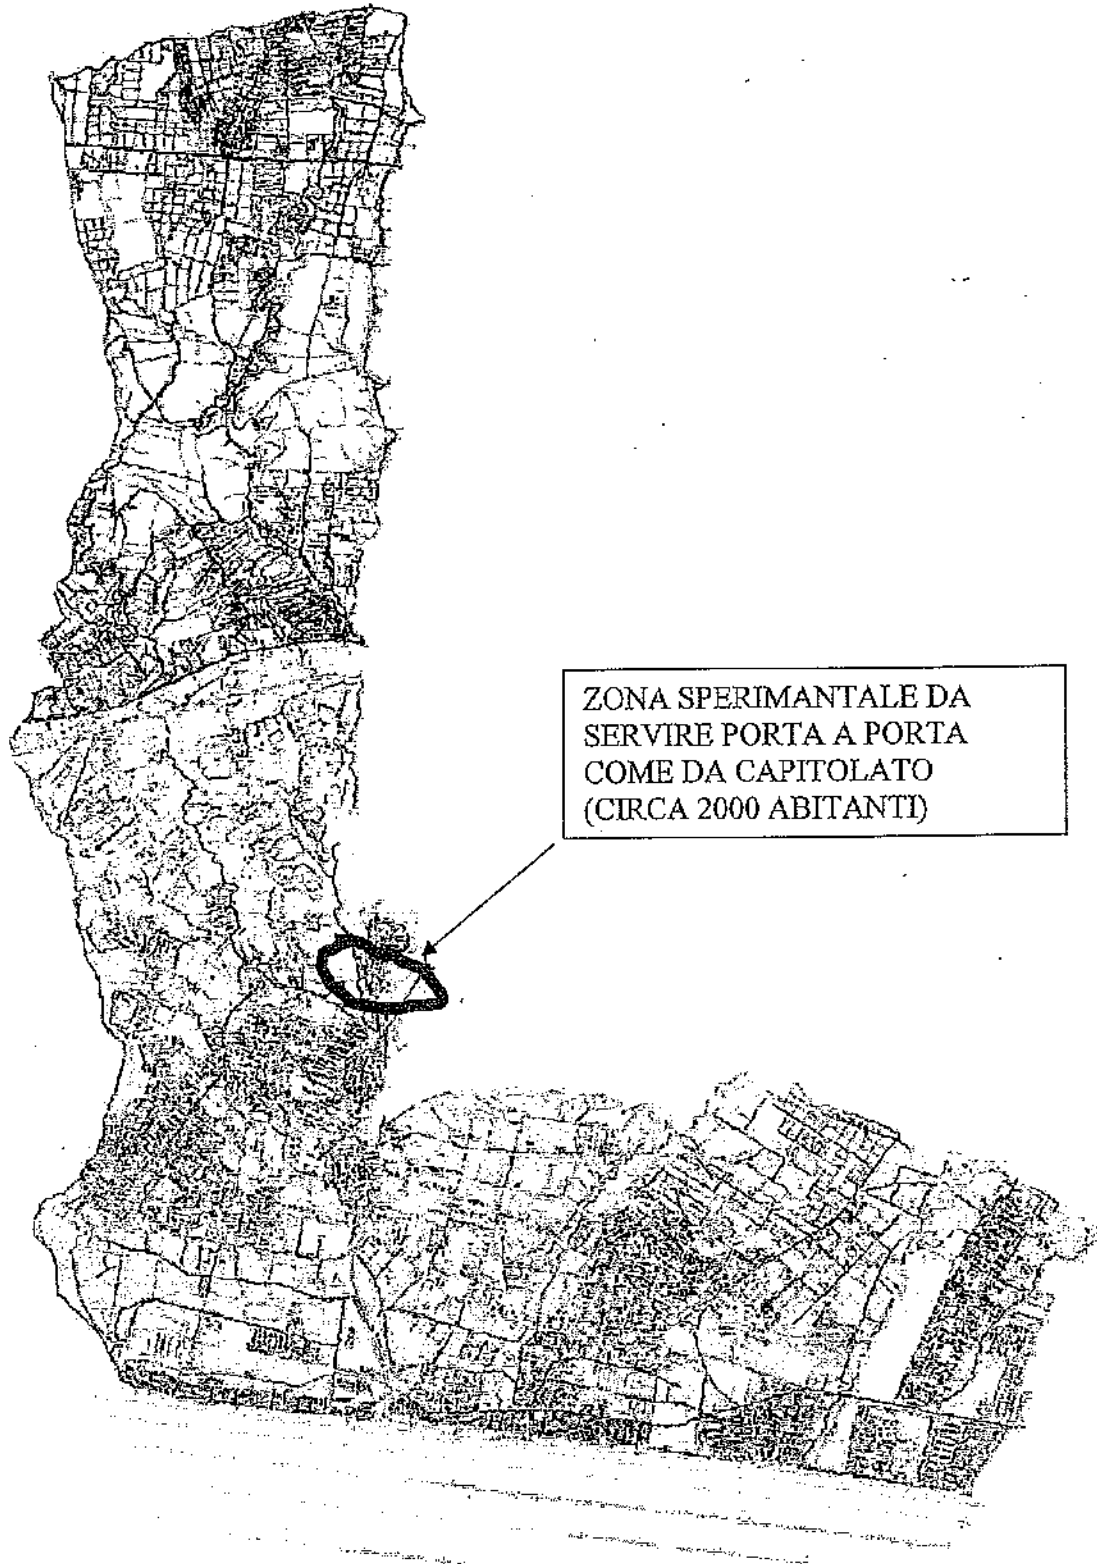 ZONA SPERIMANTALE DA
SERVIRE PORTA A PORTA
COME DA CAPITOLATO
(CIRCA 2000 ABITANTI)